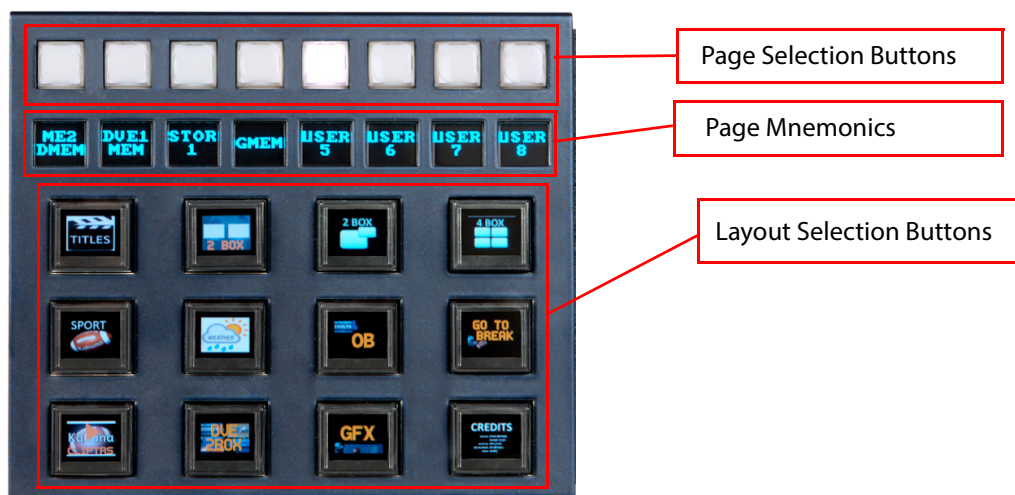 Page Selection Buttons
ME2 DVE1 STOR GMEM USER USER USER USER
DMEM MEM 1 5 6 7 8
Page Mnemonics
TITLES
2 BOX
2 BOX
4 BOX
Layout Selection Buttons
SPORT
WEATHER
OB
GO TO
BREAK
DVE
2BOX
GFX
CREDITS